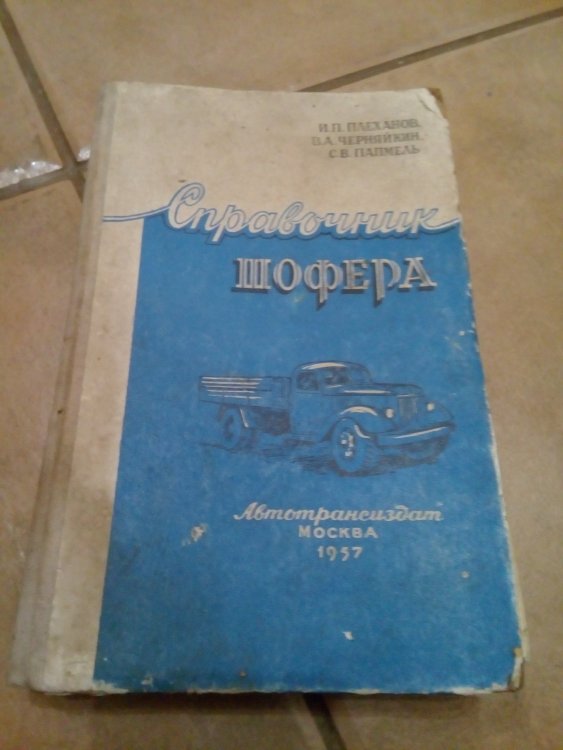 И.П. ПЛЕХАНОВ,
В.А. ЧЕРНЯЙКИН,
С.В. ПАПМЕЛЬ
Справочник
ШОФЕРА
Автотрансиздат
МОСКВА
1957